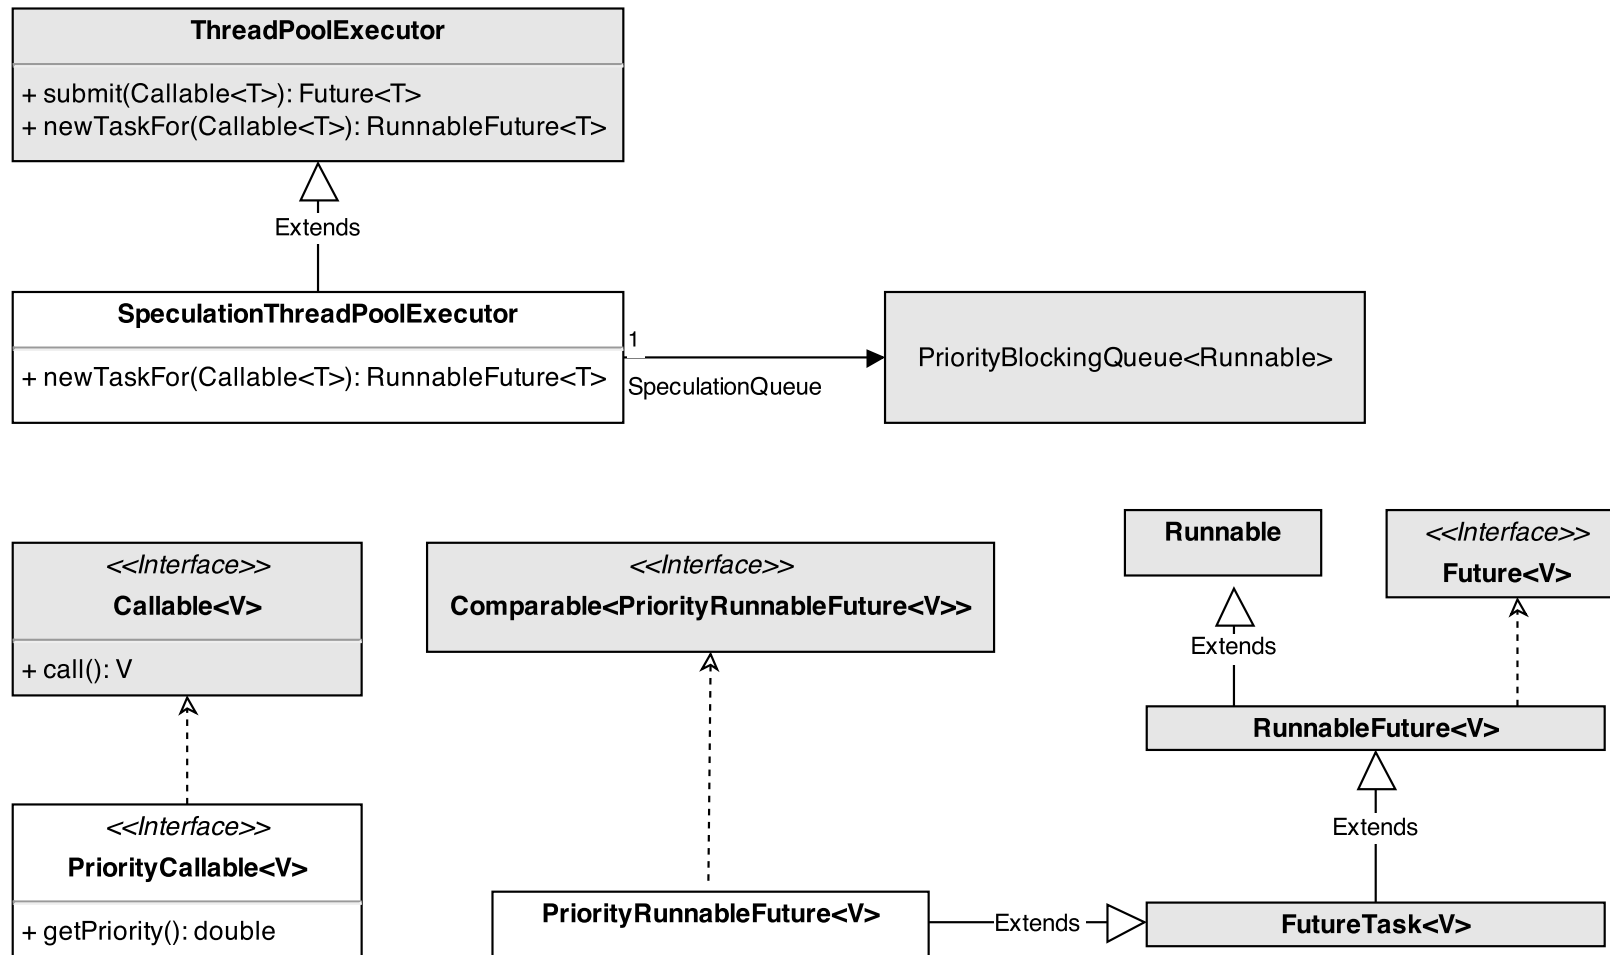 ThreadPoolExecutor
+ submit(Callable<T>): Future<T>
+ newTaskFor(Callable<T>): RunnableFuture<T>
Extends
SpeculationThreadPoolExecutor
+ newTaskFor(Callable<T>): RunnableFuture<T>
1
SpeculationQueue
PriorityBlockingQueue<Runnable>
<<Interface>>
Callable<V>
+ call(): V
<<Interface>>
PriorityCallable<V>
+ getPriority(): double
<<Interface>>
Comparable<PriorityRunnableFuture<V>>
PriorityRunnableFuture<V>
Extends
Runnable
<<Interface>>
Future<V>
Extends
RunnableFuture<V>
Extends
FutureTask<V>